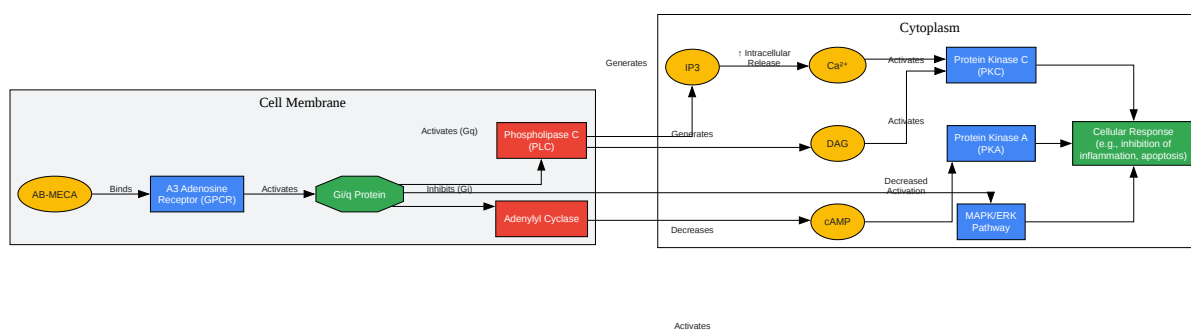 Cytoplasm
↑ Intracellular
Release
Generates
IP3
Ca²⁺
Activates
Protein Kinase C
(PKC)
Cell Membrane
Activates (Gq)
Phospholipase C
(PLC)
Generates
DAG
Activates
Protein Kinase A
(PKA)
Cellular Response
(e.g., inhibition of
inflammation, apoptosis)
AB-MECA
Binds
A3 Adenosine
Receptor (GPCR)
Activates
Gi/q Protein
Inhibits (Gi)
Decreased
Activation
Adenylyl Cyclase
Decreases
cAMP
MAPK/ERK
Pathway
Activates